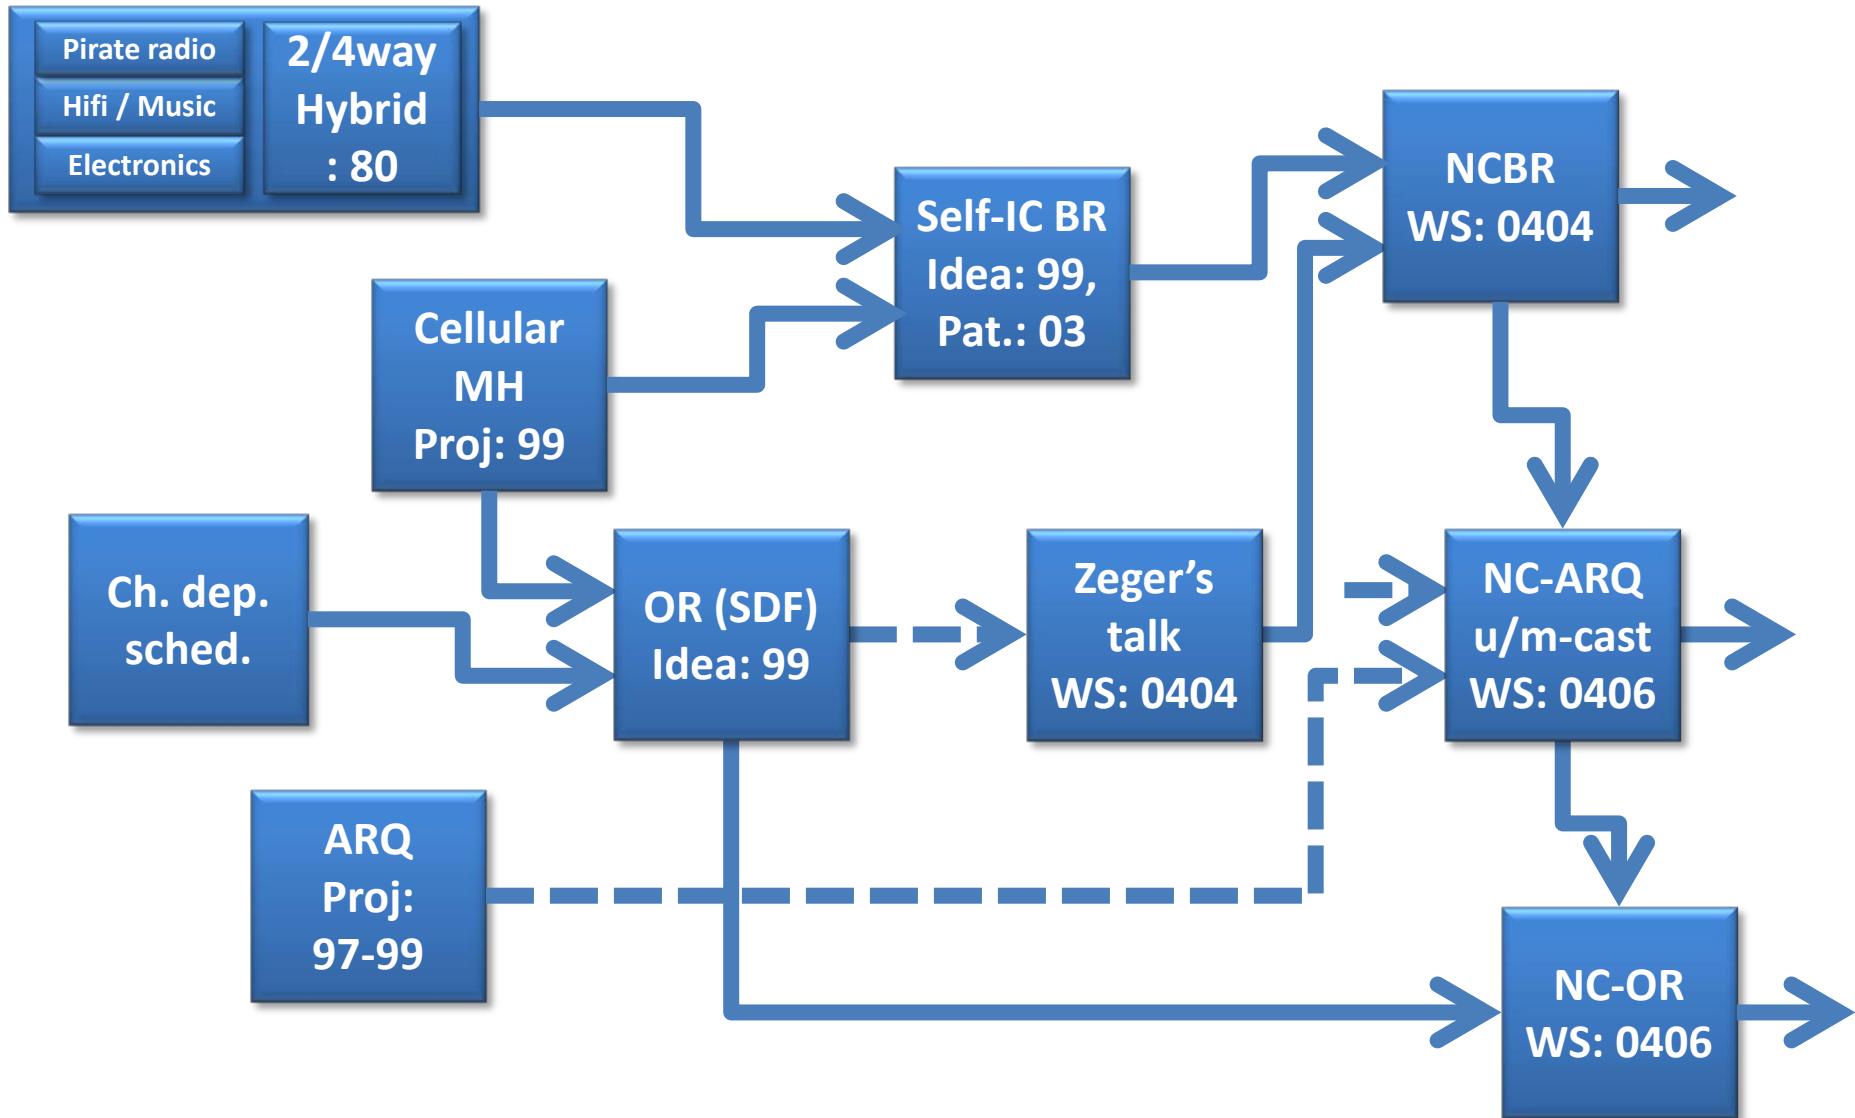 Pirate radio
Hifi / Music
Electronics
2/4way
Hybrid
: 80
Self-IC BR
Idea: 99,
Pat.: 03
NCBR
WS: 0404
Cellular
MH
Proj: 99
Ch. dep.
sched.
OR (SDF)
Idea: 99
Zeger’s
talk
WS: 0404
NC-ARQ
u/m-cast
WS: 0406
ARQ
Proj:
97-99
NC-OR
WS: 0406